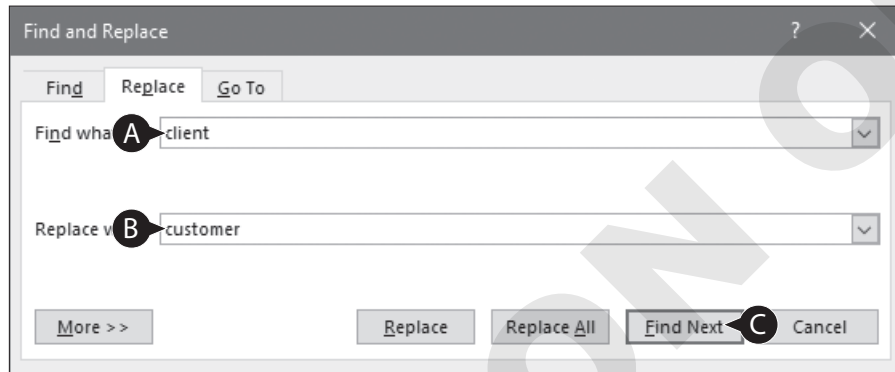 Find and Replace ? ×
Find Replace Go To
Find wha A client
Replace w B customer
More >> Replace Replace All Find Next C Cancel
ON O